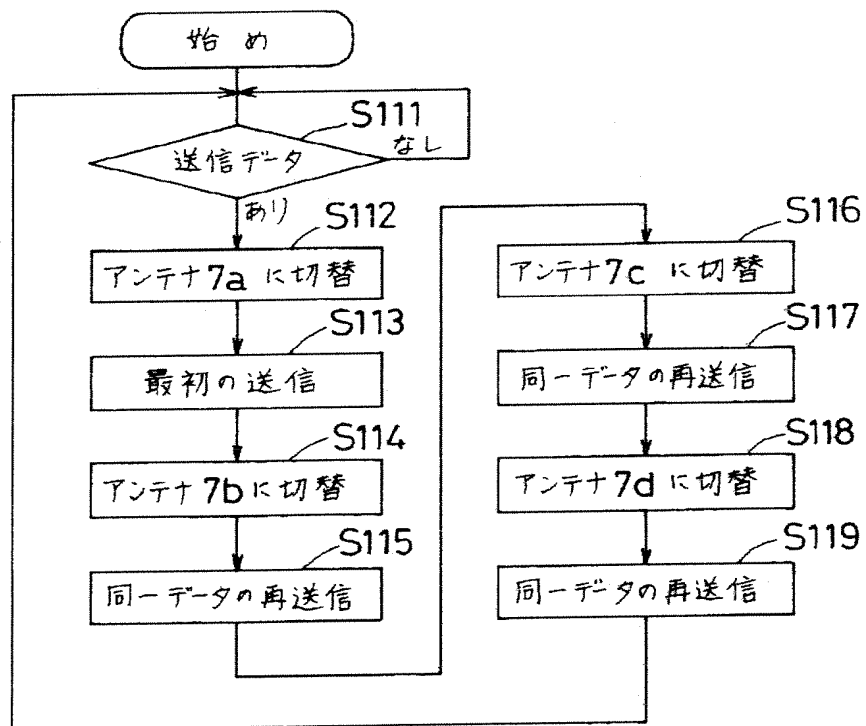 始め
S111
送信データ
なし
あり
S112
アンテナ7aに切替
S113
最初の送信
S114
アンテナ7bに切替
S115
同一データの再送信
S116
アンテナ7cに切替
S117
同一データの再送信
S118
アンテナ7dに切替
S119
同一データの再送信